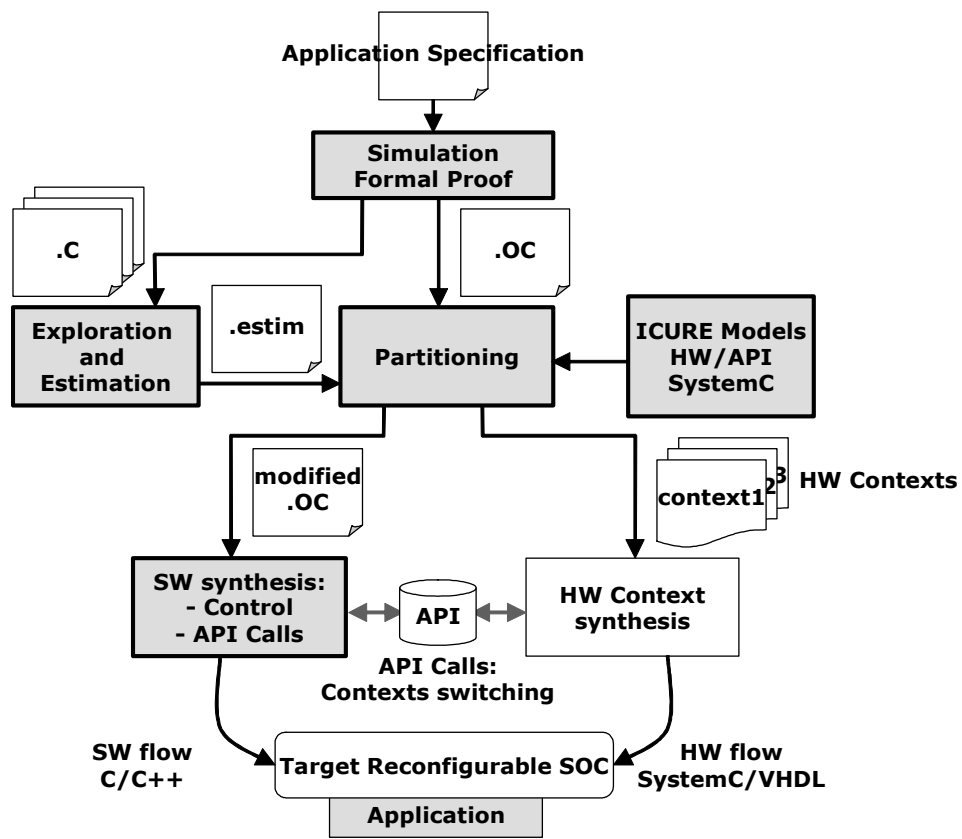 Application Specification
Simulation
Formal Proof
.C
.OC
.estim
Exploration
and
Estimation
Partitioning
ICURE Models
HW/API
SystemC
modified
.OC
context1
2
3
HW Contexts
SW synthesis:
- Control
- API Calls
API
HW Context
synthesis
API Calls:
Contexts switching
SW flow
C/C++
Target Reconfigurable SOC
HW flow
SystemC/VHDL
Application